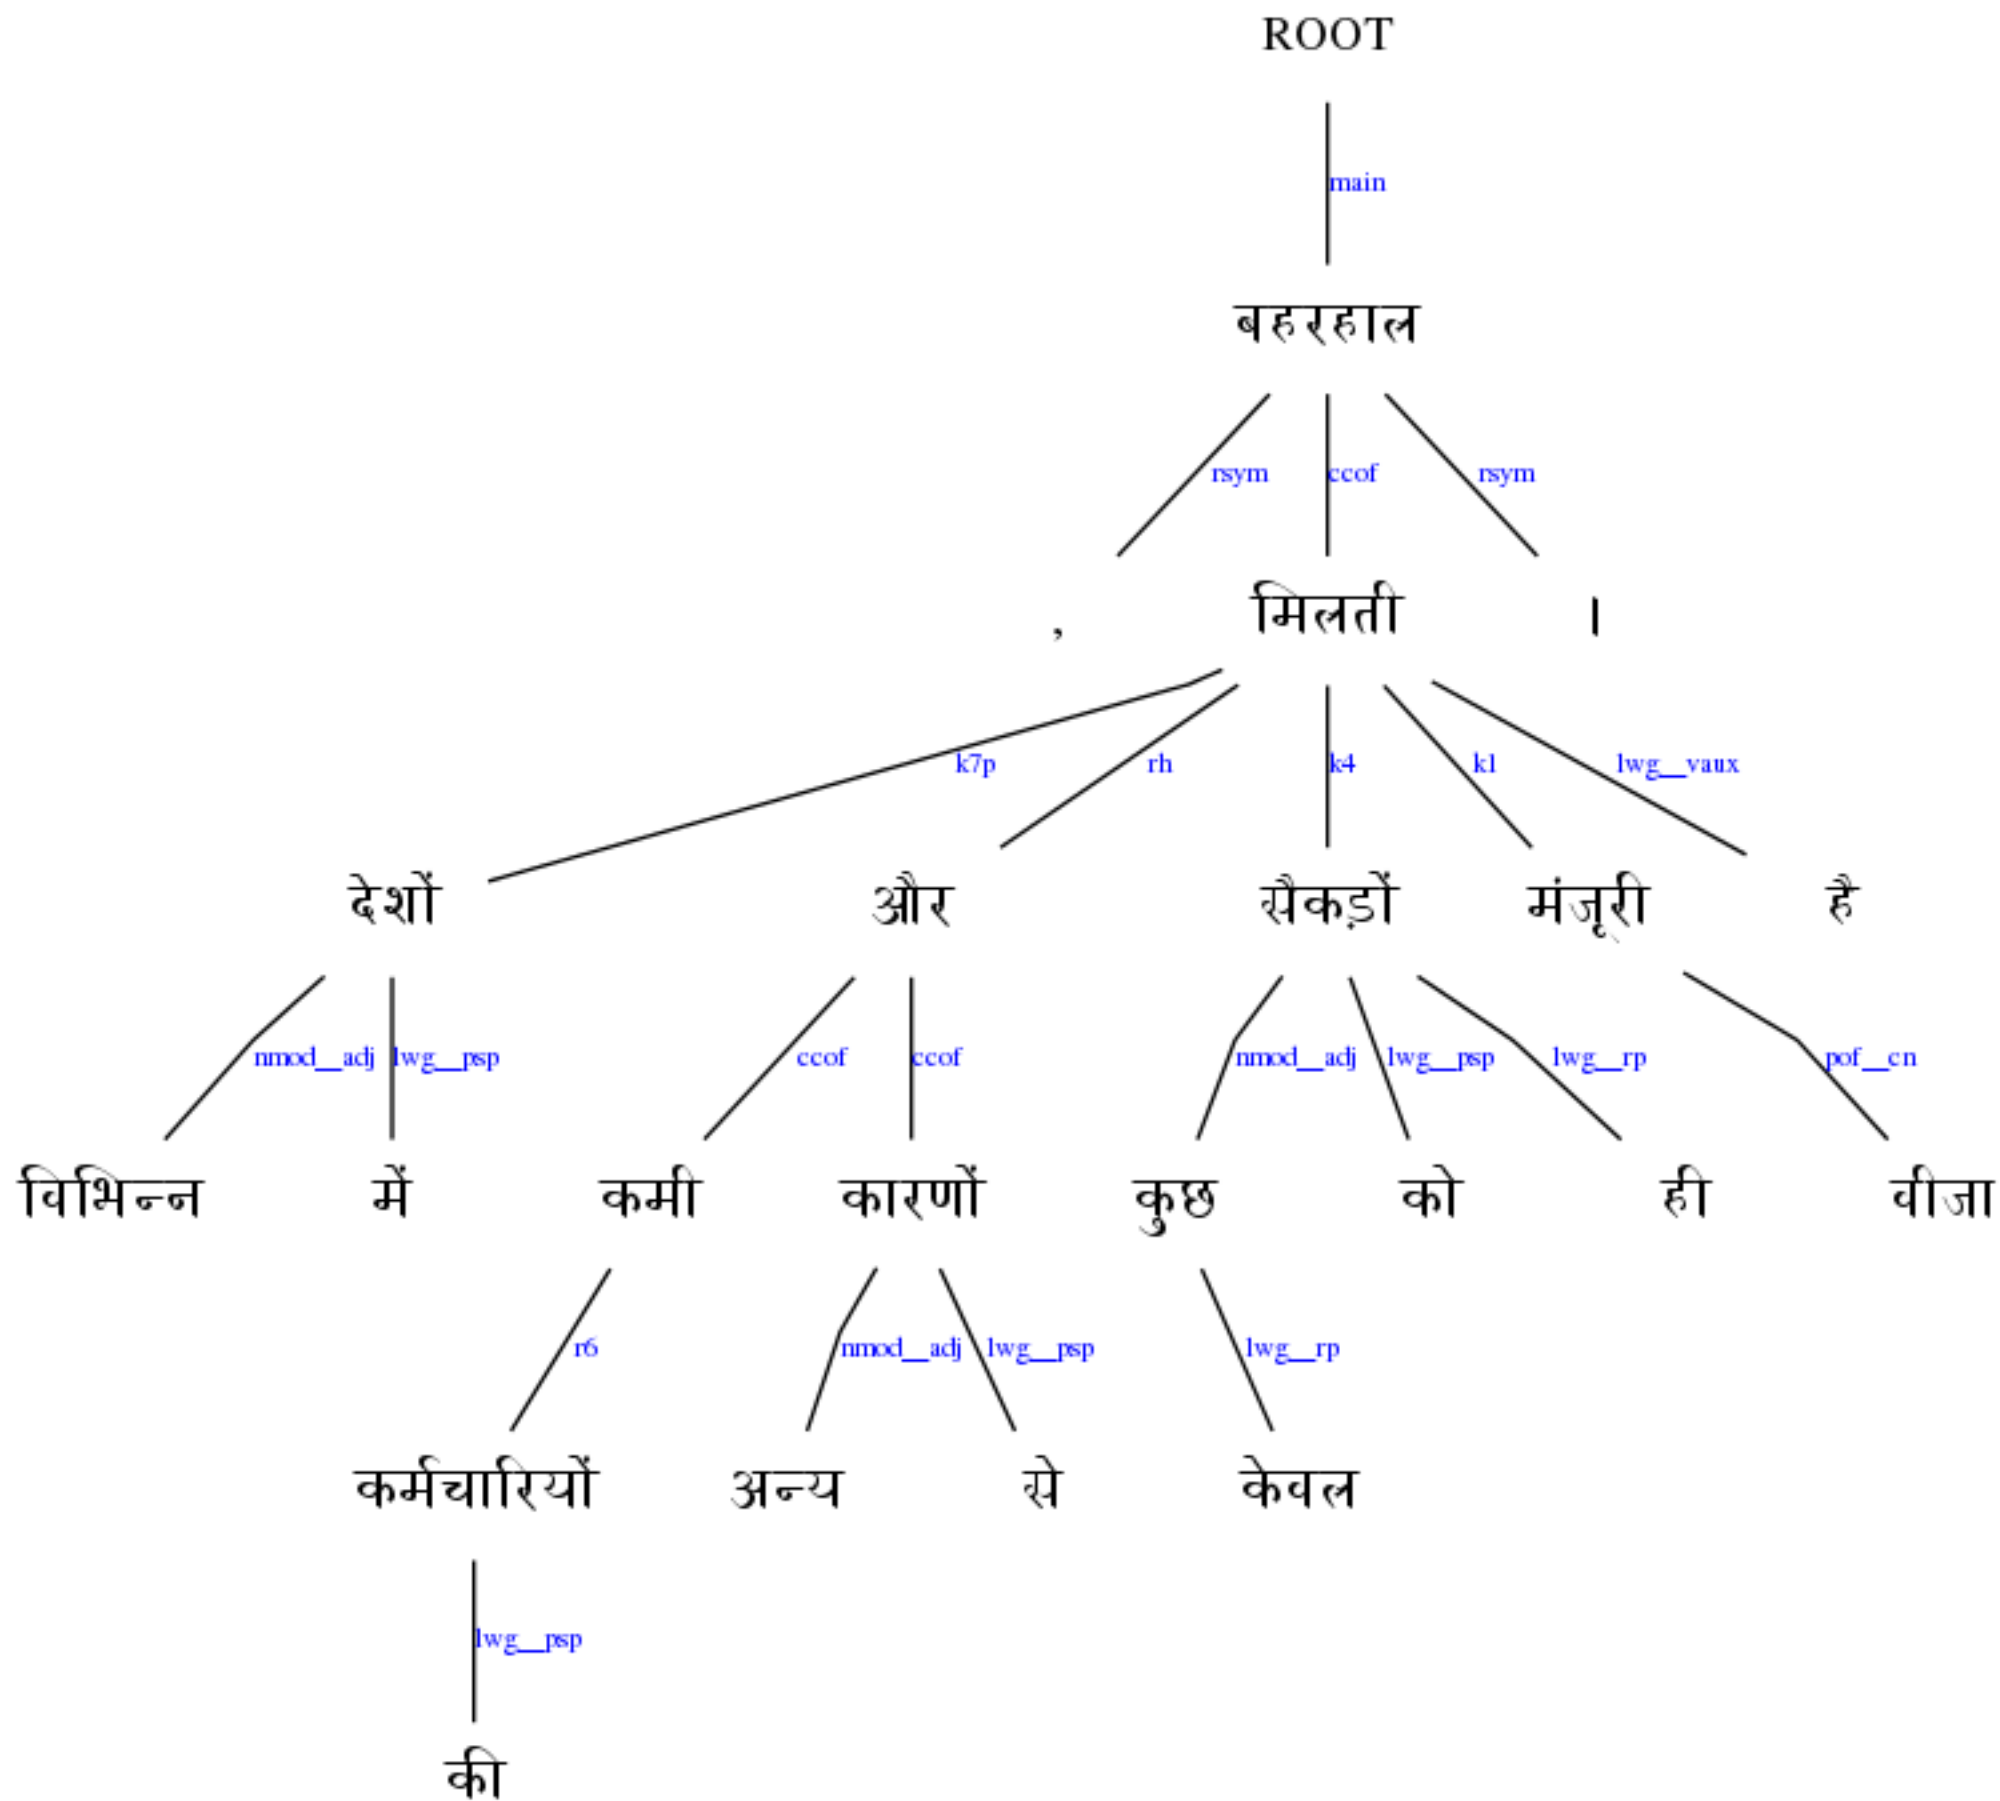 ROOT
main
बहरहाल
rsym ccof rsym
, मिलती ।
k7p rh k4 k1 lwg__vaux
देशों और सैकड़ों मंजूरी है
nmod__adj lwg__psp ccof ccof nmod__adj lwg__psp lwg__rp pof__cn
विभिन्न में कमी कारणों कुछ को ही वीजा
r6 nmod__adj lwg__psp lwg__rp
कर्मचारियों अन्य से केवल
lwg__psp
की